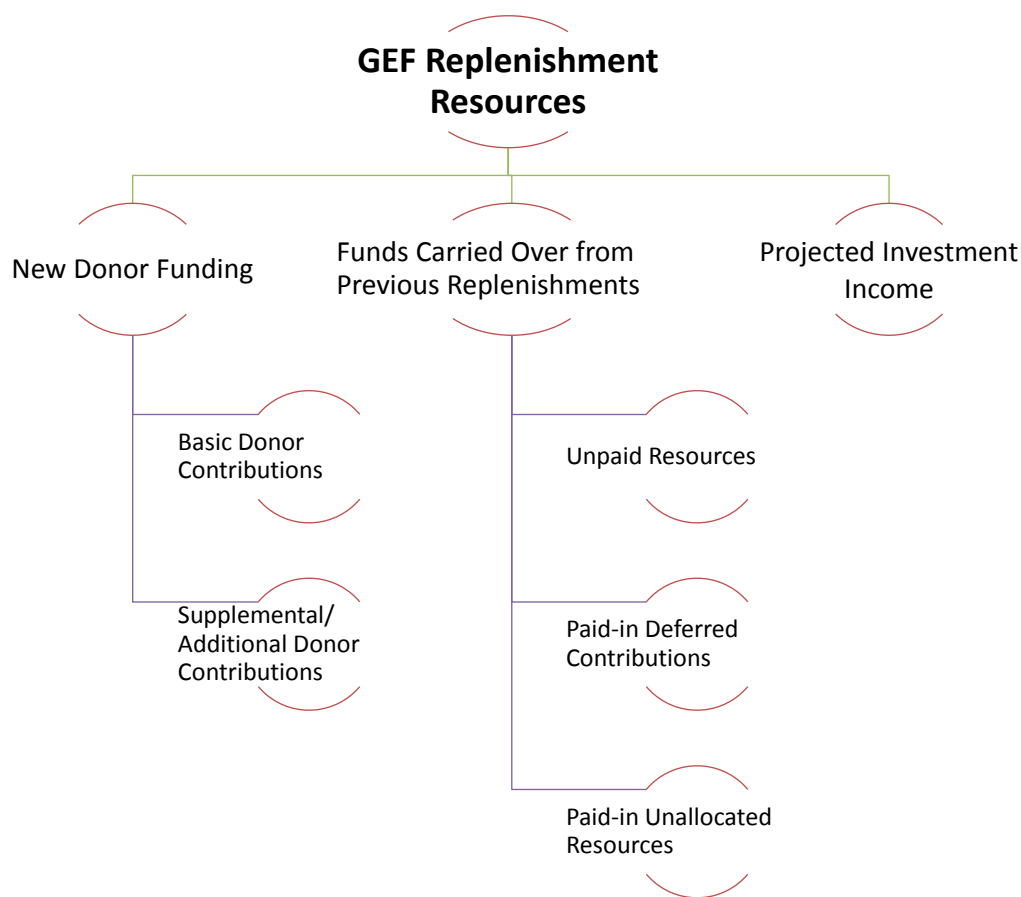 GEF Replenishment
Resources
New Donor Funding
Funds Carried Over from
Previous Replenishments
Projected Investment
Income
Basic Donor
Contributions
Supplemental/
Additional Donor
Contributions
Unpaid Resources
Paid-in Deferred
Contributions
Paid-in Unallocated
Resources